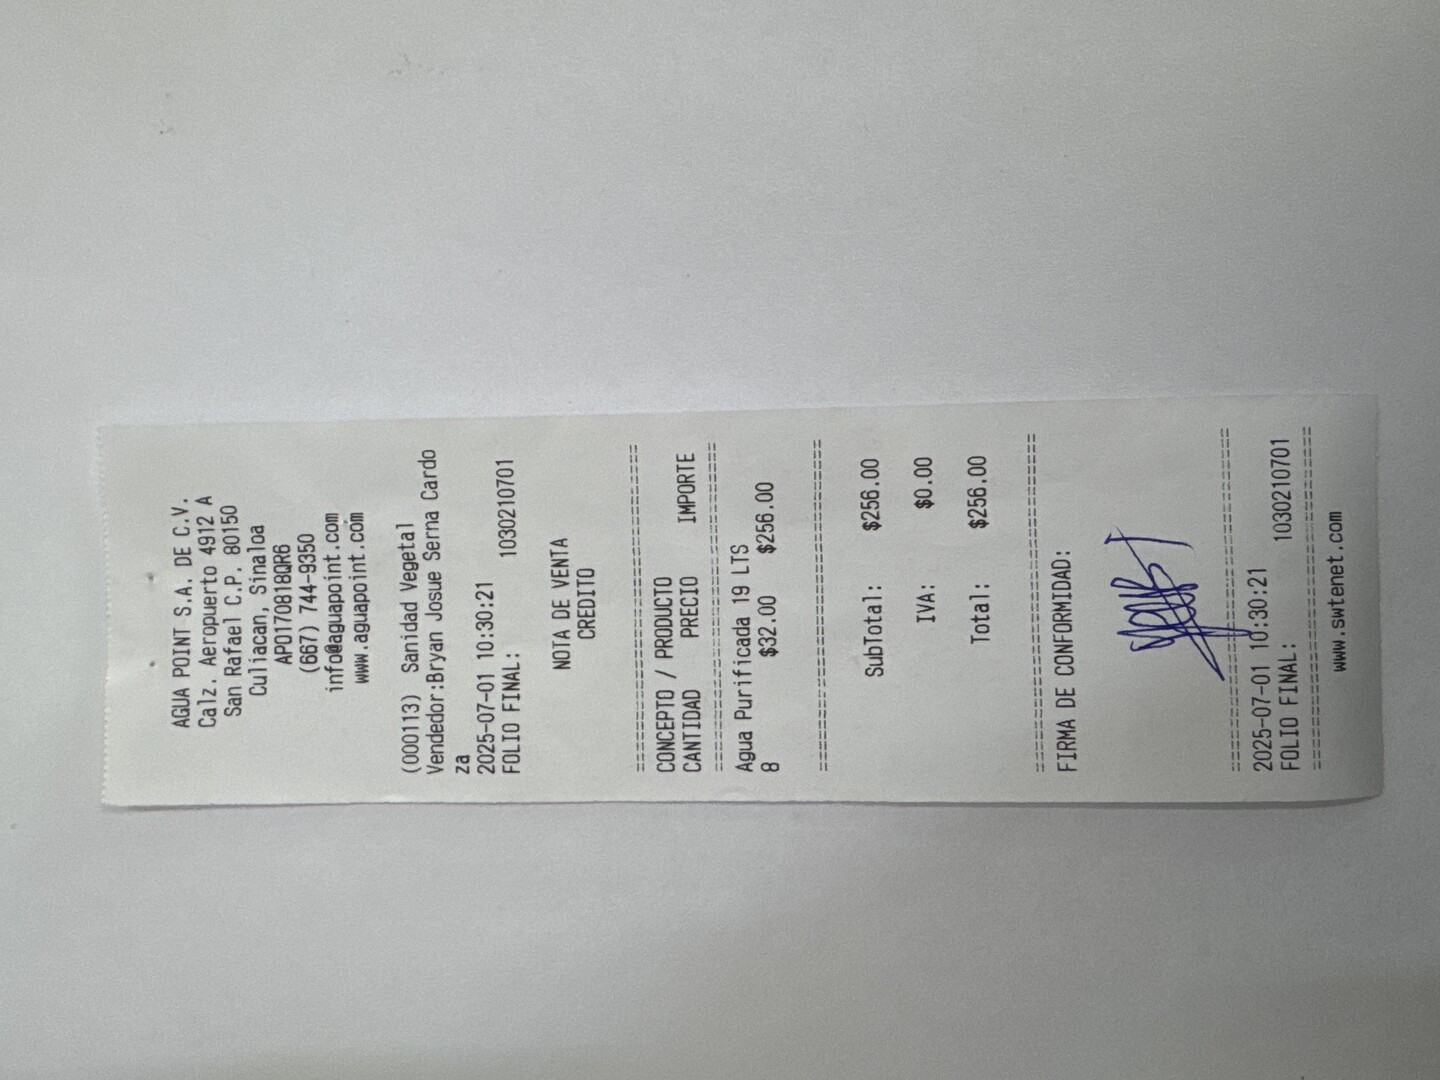 AGUA POINT S.A. DE C.V.
Calz. Aeropuerto 4912 A
San Rafael C.P. 80150
Culiacan, Sinaloa
APO170818QR6
(667) 744-9350
info@aguapoint.com
www.aguapoint.com
(000113) Sanidad Vegetal
Vendedor:Bryan Josue Serna Cardo
za
2025-07-01 10:30:21
FOLIO FINAL: 1030210701
NOTA DE VENTA
CREDITO
CONCEPTO / PRODUCTO
CANTIDAD PRECIO IMPORTE
Agua Purificada 19 LTS
8 $32.00 $256.00
SubTotal: $256.00
IVA: $0.00
Total: $256.00
FIRMA DE CONFORMIDAD:
2025-07-01 10:30:21
FOLIO FINAL: 1030210701
www.swtenet.com